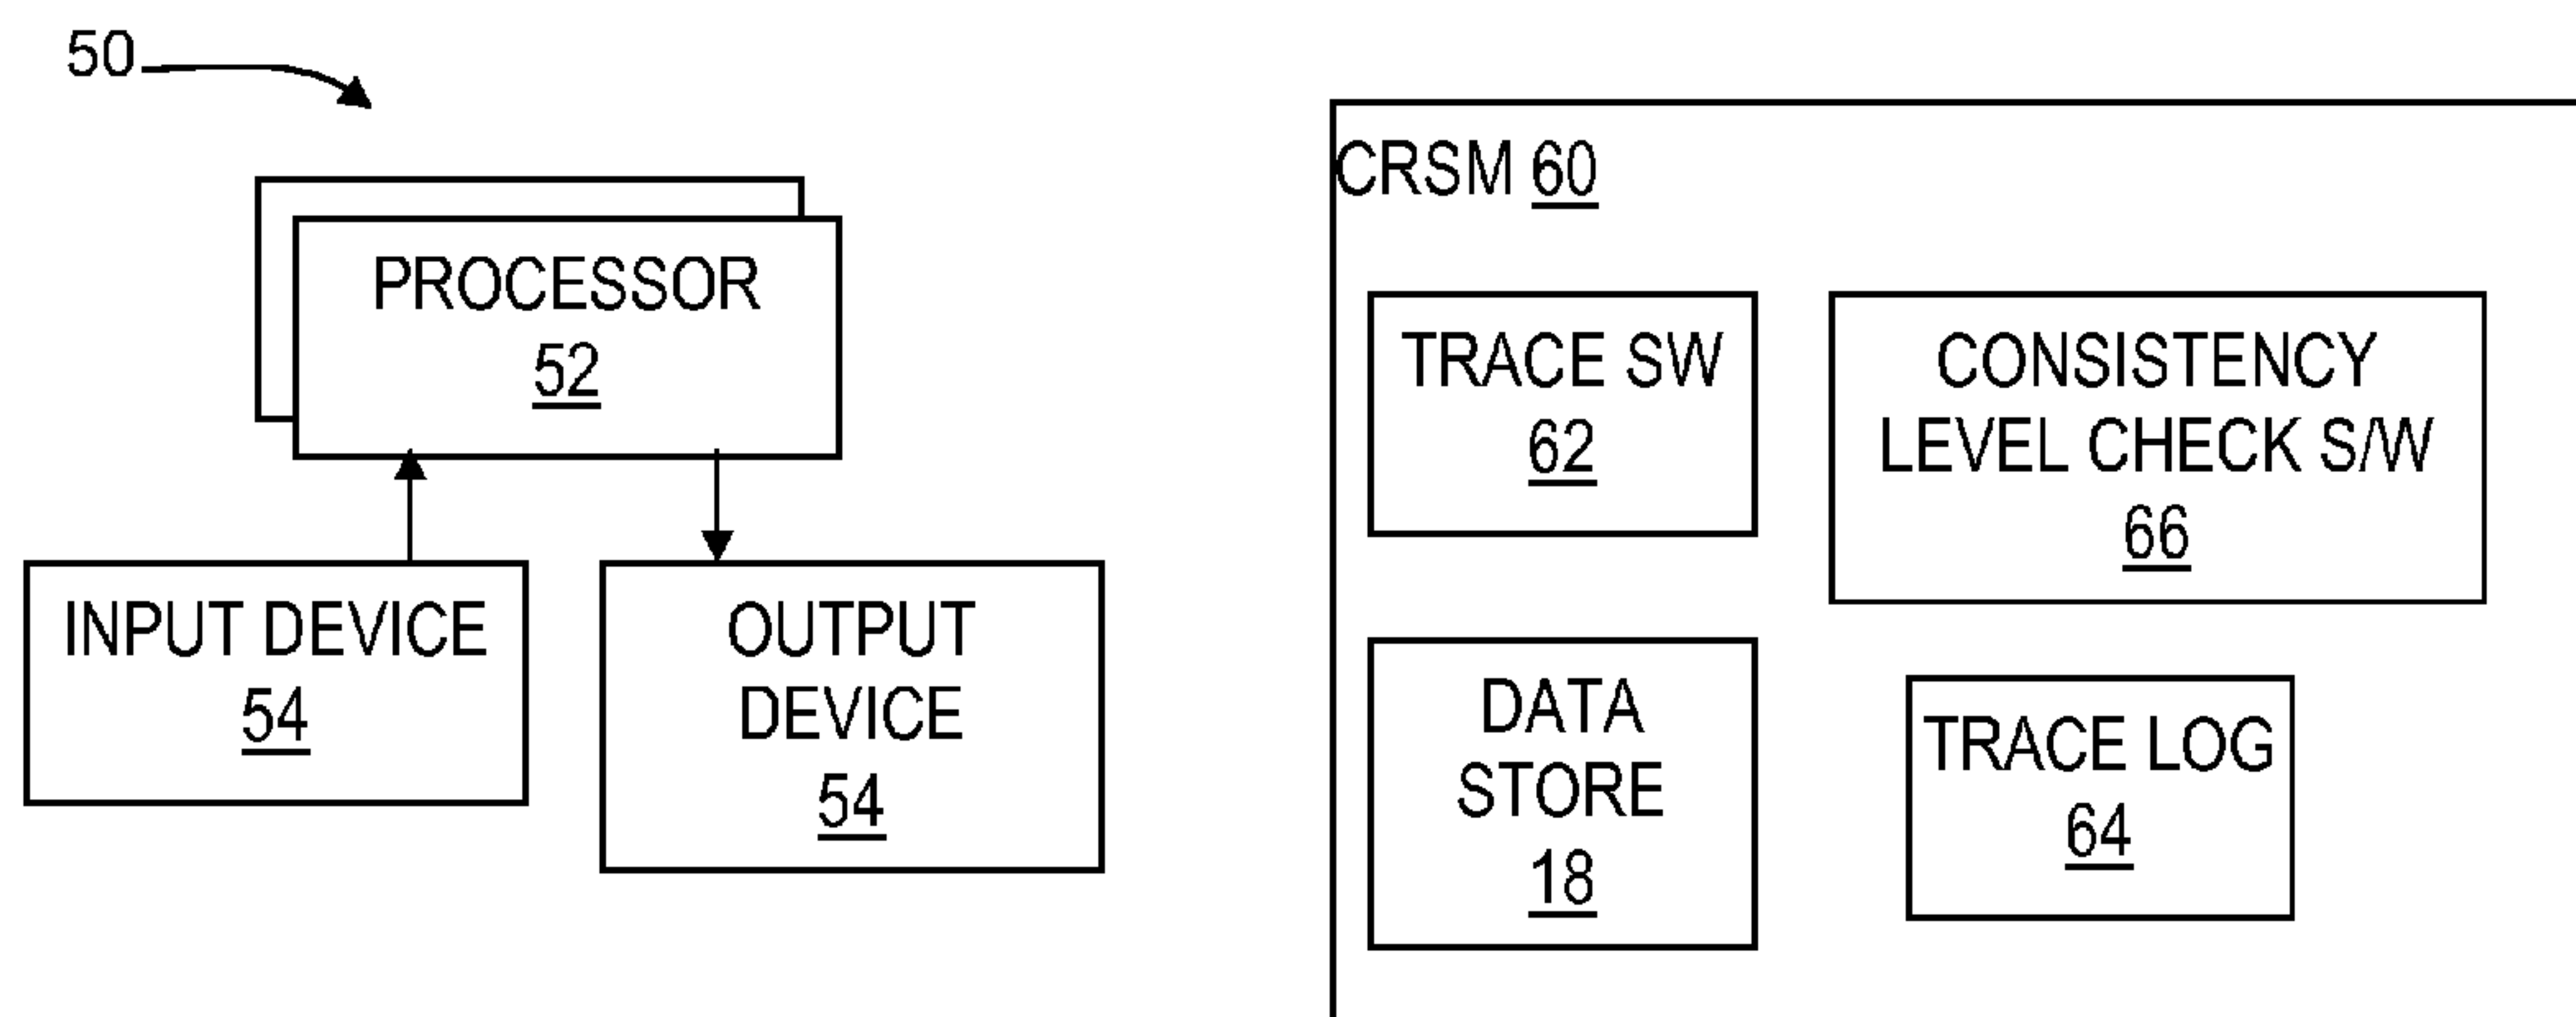 50
PROCESSOR
52
INPUT DEVICE
54
OUTPUT
DEVICE
54
CRSM 60
TRACE SW
62
CONSISTENCY
LEVEL CHECK S/W
66
DATA
STORE
18
TRACE LOG
64